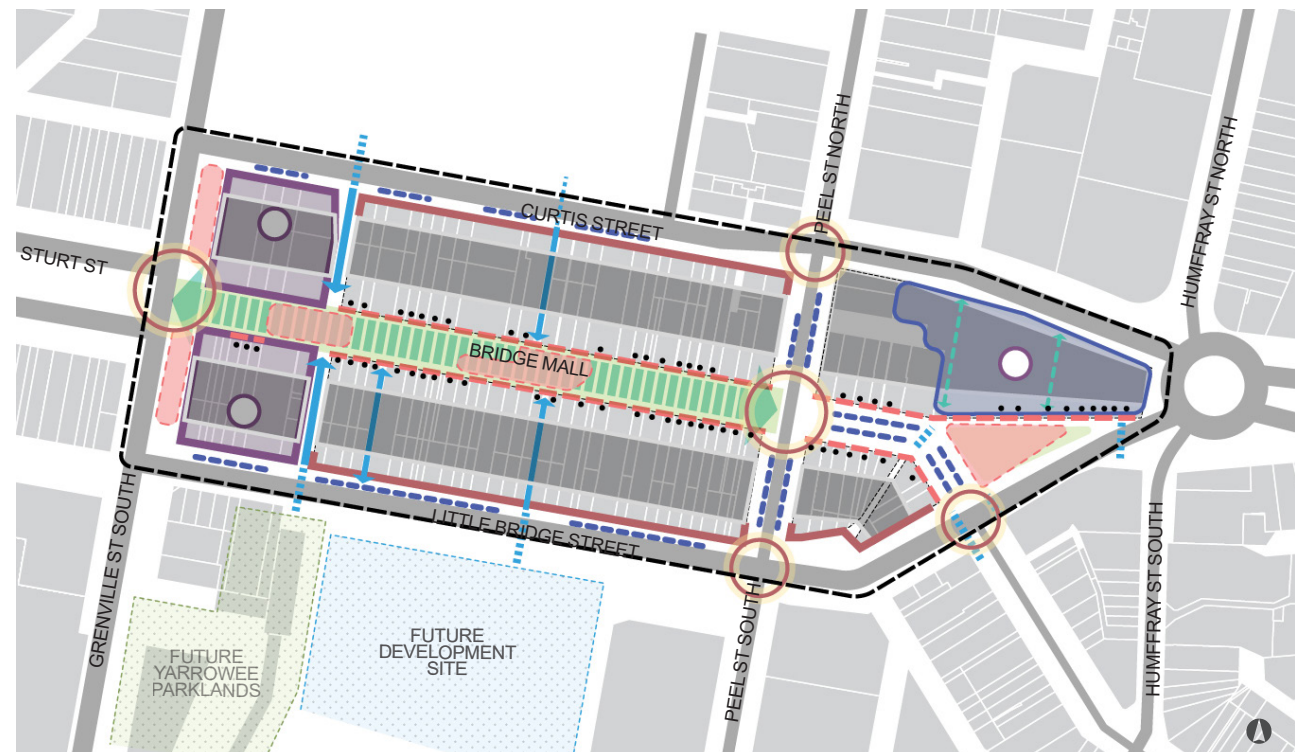 PEEL ST NORTH
HUMFFRAY ST NORTH
CURTIS STREET
STURT ST
BRIDGE MALL
LITTLE BRIDGE STREET
GRENVILLE ST SOUTH
FUTURE
YARROWEE
PARKLANDS
FUTURE
DEVELOPMENT
SITE
PEEL ST SOUTH
HUMFFRAY ST SOUTH